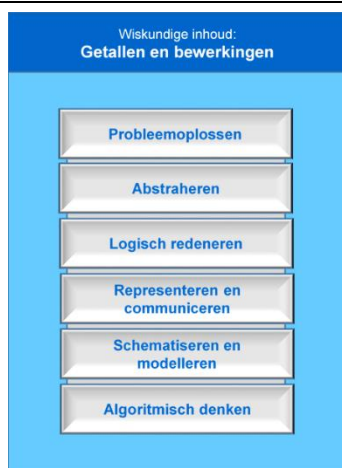 Wiskundige inhoud:
Getallen en bewerkingen
Probleemoplossen
Abstraheren
Logisch redeneren
Representeren en
communiceren
Schematiseren en
modelleren
Algoritmisch denken